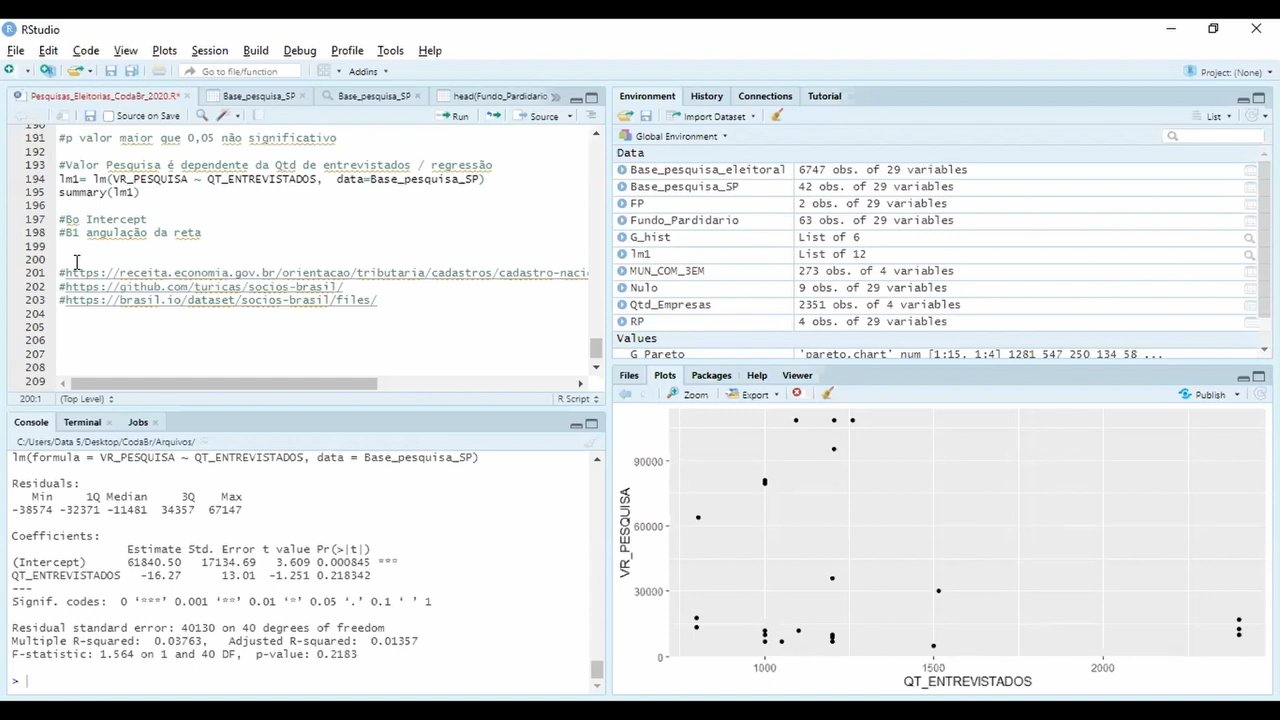 RStudio
File Edit Code View Plots Session Build Debug Profile Tools Help
Go to file/function Addins Project: (None)
Pesquisas_Eleitorias_CodaBr_2020.R* Base_pesquisa_SP Base_pesquisa_SP head(Fundo_Pardidario
Source on Save Run Source
190
191 #p valor maior que 0,05 não significativo
192
193 #Valor Pesquisa é dependente da Qtd de entrevistados / regressão
194 lm1= lm(VR_PESQUISA ~ QT_ENTREVISTADOS, data=Base_pesquisa_SP)
195 summary(lm1)
196
197 #Bo Intercept
198 #B1 angulação da reta
199
200
201 #https://receita.economia.gov.br/orientacao/tributaria/cadastros/cadastro-naci
202 #https://github.com/turicas/socios-brasil/
203 #https://brasil.io/dataset/socios-brasil/files/
204
205
206
207
208
209
200:1 (Top Level) R Script
Console Terminal Jobs
C:/Users/Data 5/Desktop/CodaBr/Arquivos/
lm(formula = VR_PESQUISA ~ QT_ENTREVISTADOS, data = Base_pesquisa_SP)
Residuals:
Min 1Q Median 3Q Max
-38574 -32371 -11481 34357 67147
Coefficients:
Estimate Std. Error t value Pr(>|t|)
(Intercept) 61840.50 17134.69 3.609 0.000845 ***
QT_ENTREVISTADOS -16.27 13.01 -1.251 0.218342
---
Signif. codes: 0 ‘***’ 0.001 ‘**’ 0.01 ‘*’ 0.05 ‘.’ 0.1 ‘ ’ 1
Residual standard error: 40130 on 40 degrees of freedom
Multiple R-squared: 0.03763, Adjusted R-squared: 0.01357
F-statistic: 1.564 on 1 and 40 DF, p-value: 0.2183
>
Environment History Connections Tutorial
Import Dataset List
Global Environment
Data
Base_pesquisa_eleitoral 6747 obs. of 29 variables
Base_pesquisa_SP 42 obs. of 29 variables
FP 2 obs. of 29 variables
Fundo_Pardidario 63 obs. of 29 variables
G_hist List of 6
lm1 List of 12
MUN_COM_3EM 273 obs. of 4 variables
Nulo 9 obs. of 29 variables
Qtd_Empresas 2351 obs. of 4 variables
RP 4 obs. of 29 variables
Values
G_Pareto 'pareto.chart' num [1:15, 1:4] 1281 547 250 134 58 ...
Files Plots Packages Help Viewer
Zoom Export Publish
VR_PESQUISA
90000
60000
30000
0
1000 1500 2000
QT_ENTREVISTADOS